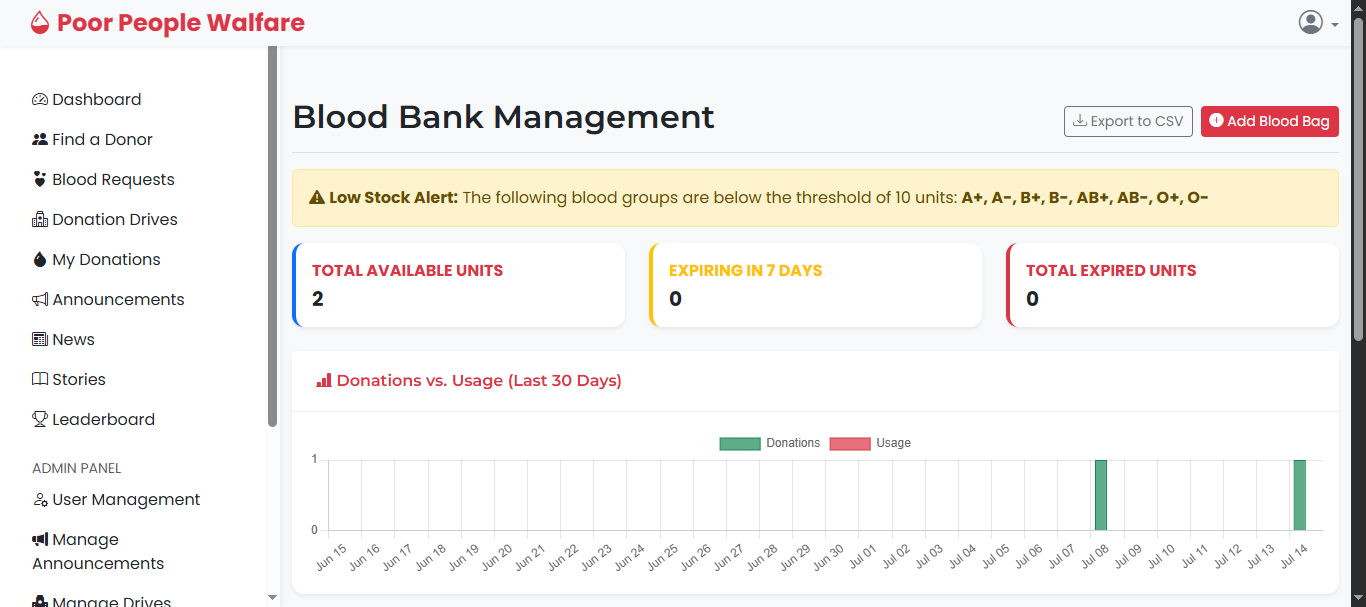 Poor People Walfare
Dashboard
Find a Donor
Blood Requests
Donation Drives
My Donations
Announcements
News
Stories
Leaderboard
ADMIN PANEL
User Management
Manage
Announcements
Manage Drives
Blood Bank Management
Export to CSV
Add Blood Bag
Low Stock Alert: The following blood groups are below the threshold of 10 units: A+, A-, B+, B-, AB+, AB-, O+, O-
TOTAL AVAILABLE UNITS
2
EXPIRING IN 7 DAYS
0
TOTAL EXPIRED UNITS
0
Donations vs. Usage (Last 30 Days)
Donations Usage
1
0
Jun 15 Jun 16 Jun 17 Jun 18 Jun 19 Jun 20 Jun 21 Jun 22 Jun 23 Jun 24 Jun 25 Jun 26 Jun 27 Jun 28 Jun 29 Jun 30 Jul 01 Jul 02 Jul 03 Jul 04 Jul 05 Jul 06 Jul 07 Jul 08 Jul 09 Jul 10 Jul 11 Jul 12 Jul 13 Jul 14